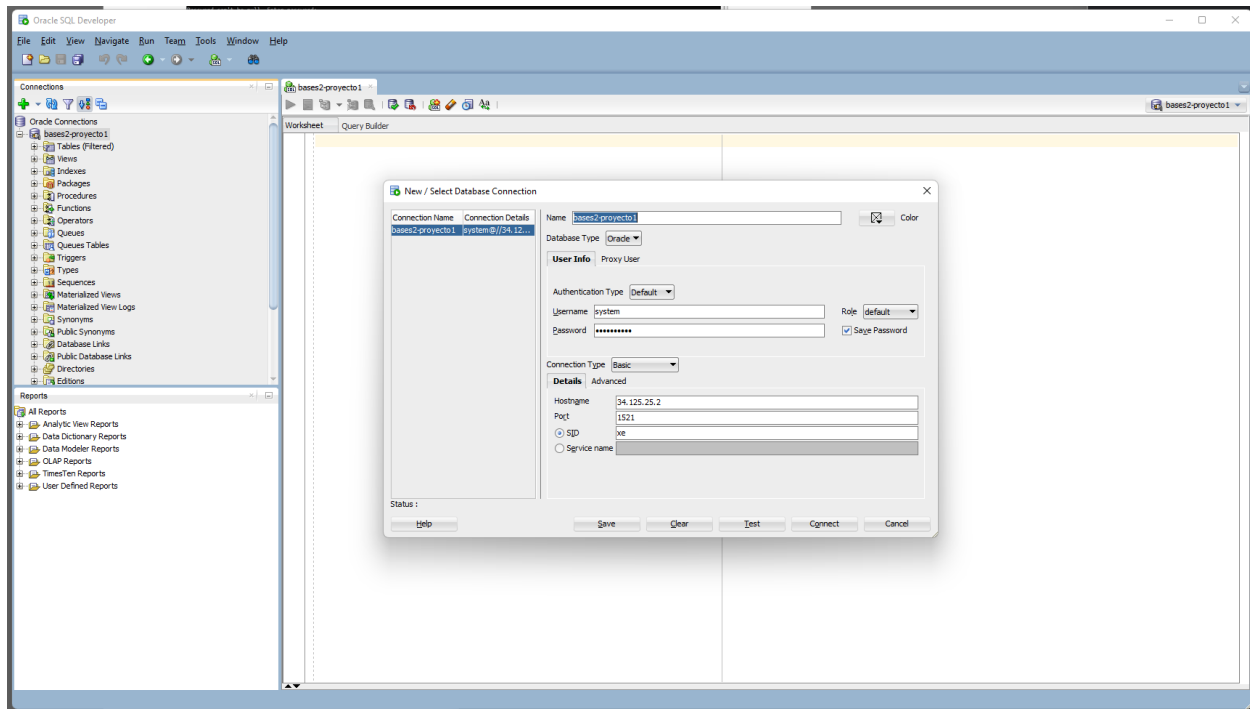 Oracle SQL Developer
File Edit View Navigate Run Team Tools Window Help
Connections
Oracle Connections
bases2-proyecto1
Tables (Filtered)
Views
Indexes
Packages
Procedures
Functions
Operators
Queues
Queues Tables
Triggers
Types
Sequences
Materialized Views
Materialized View Logs
Synonyms
Public Synonyms
Database Links
Public Database Links
Directories
Editions
Reports
All Reports
Analytic View Reports
Data Dictionary Reports
Data Modeler Reports
OLAP Reports
TimesTen Reports
User Defined Reports
bases2-proyecto1
bases2-proyecto1
Worksheet Query Builder
New / Select Database Connection
Connection Name Connection Details
bases2-proyecto1 system@//34.12...
Name bases2-proyecto1 Color
Database Type Oracle
User Info Proxy User
Authentication Type Default
Username system Role default
Password •••••••••• Save Password
Connection Type Basic
Details Advanced
Hostname 34.125.25.2
Port 1521
SID xe
Service name
Status :
Help Save Clear Test Connect Cancel